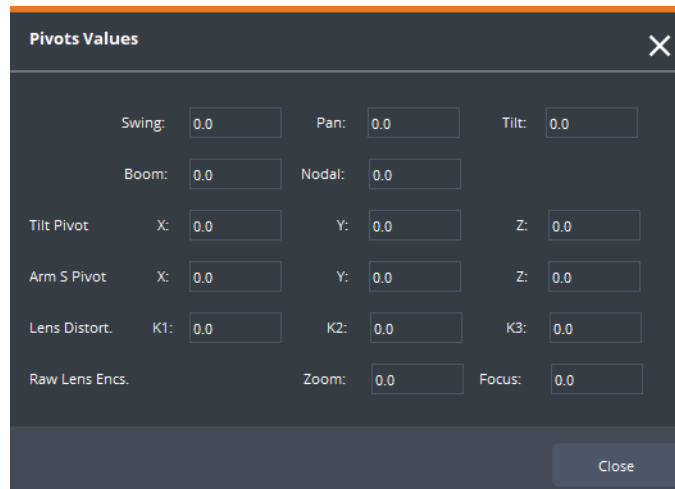 Pivots Values
Swing: 0.0 Pan: 0.0 Tilt: 0.0
Boom: 0.0 Nodal: 0.0
Tilt Pivot X: 0.0 Y: 0.0 Z: 0.0
Arm S Pivot X: 0.0 Y: 0.0 Z: 0.0
Lens Distort. K1: 0.0 K2: 0.0 K3: 0.0
Raw Lens Encs. Zoom: 0.0 Focus: 0.0
Close